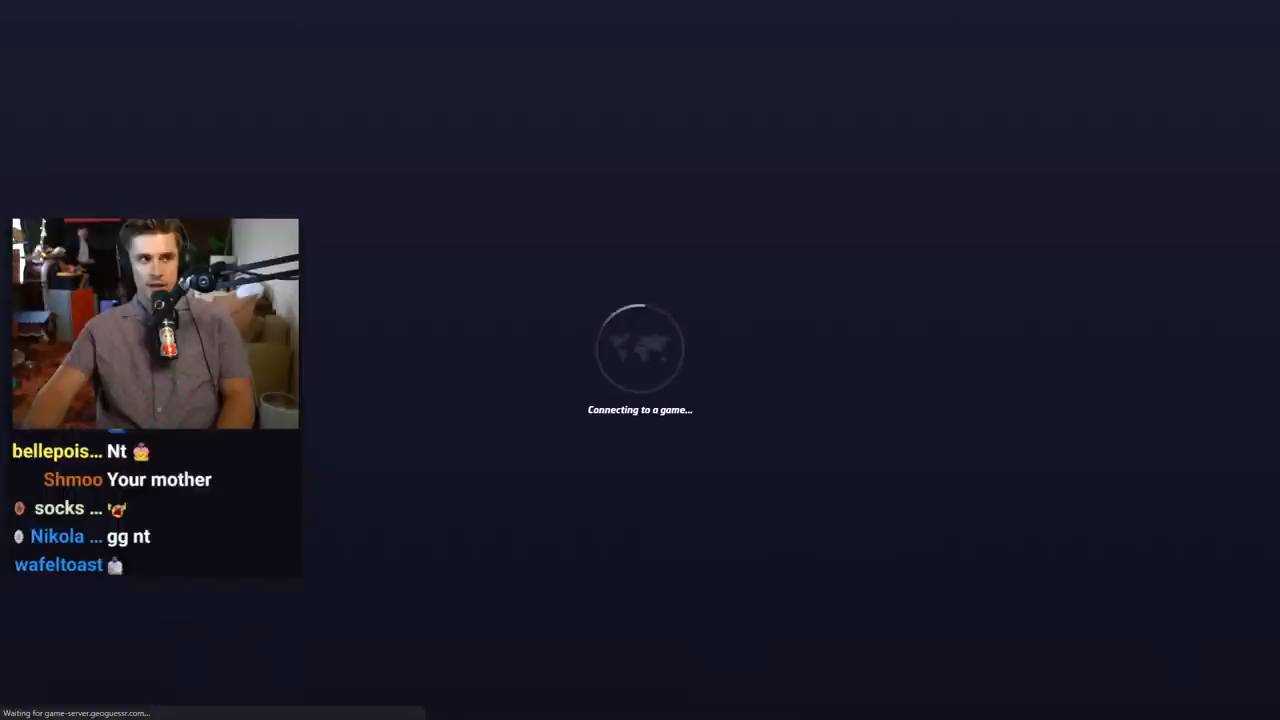 Connecting to a game...
bellepois... Nt
Shmoo Your mother
socks ...
Nikola ... gg nt
wafeltoast
Waiting for game-server.geoguessr.com...